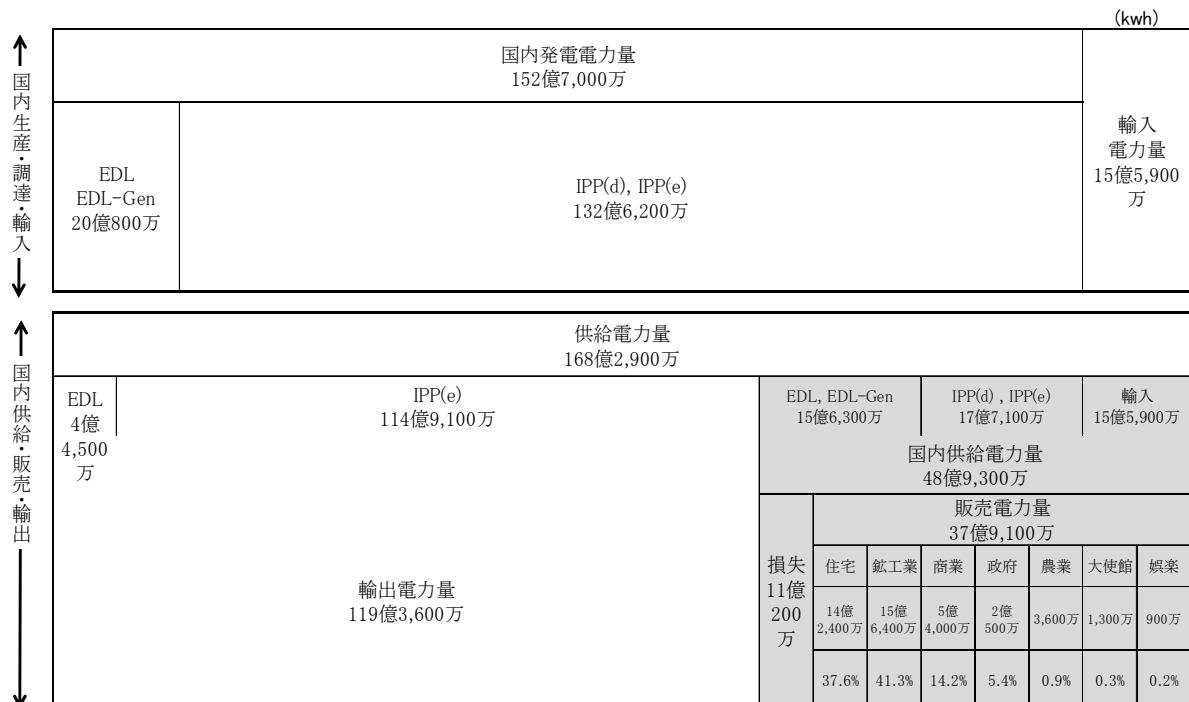 (kwh)
国内生産・調達・輸入
国内発電電力量
152億7,000万
EDL
EDL-Gen
20億800万
IPP(d), IPP(e)
132億6,200万
輸入
電力量
15億5,900
万
国内供給・販売・輸出
供給電力量
168億2,900万
EDL
4億
4,500
万
IPP(e)
114億9,100万
EDL, EDL-Gen
15億6,300万
IPP(d) , IPP(e)
17億7,100万
輸入
15億5,900万
国内供給電力量
48億9,300万
輸出電力量
119億3,600万
損失
11億
200
万
販売電力量
37億9,100万
住宅 鉱工業 商業 政府 農業 大使館 娯楽
14億 15億 5億 2億
2,400万 6,400万 4,000万 500万 3,600万 1,300万 900万
37.6% 41.3% 14.2% 5.4% 0.9% 0.3% 0.2%